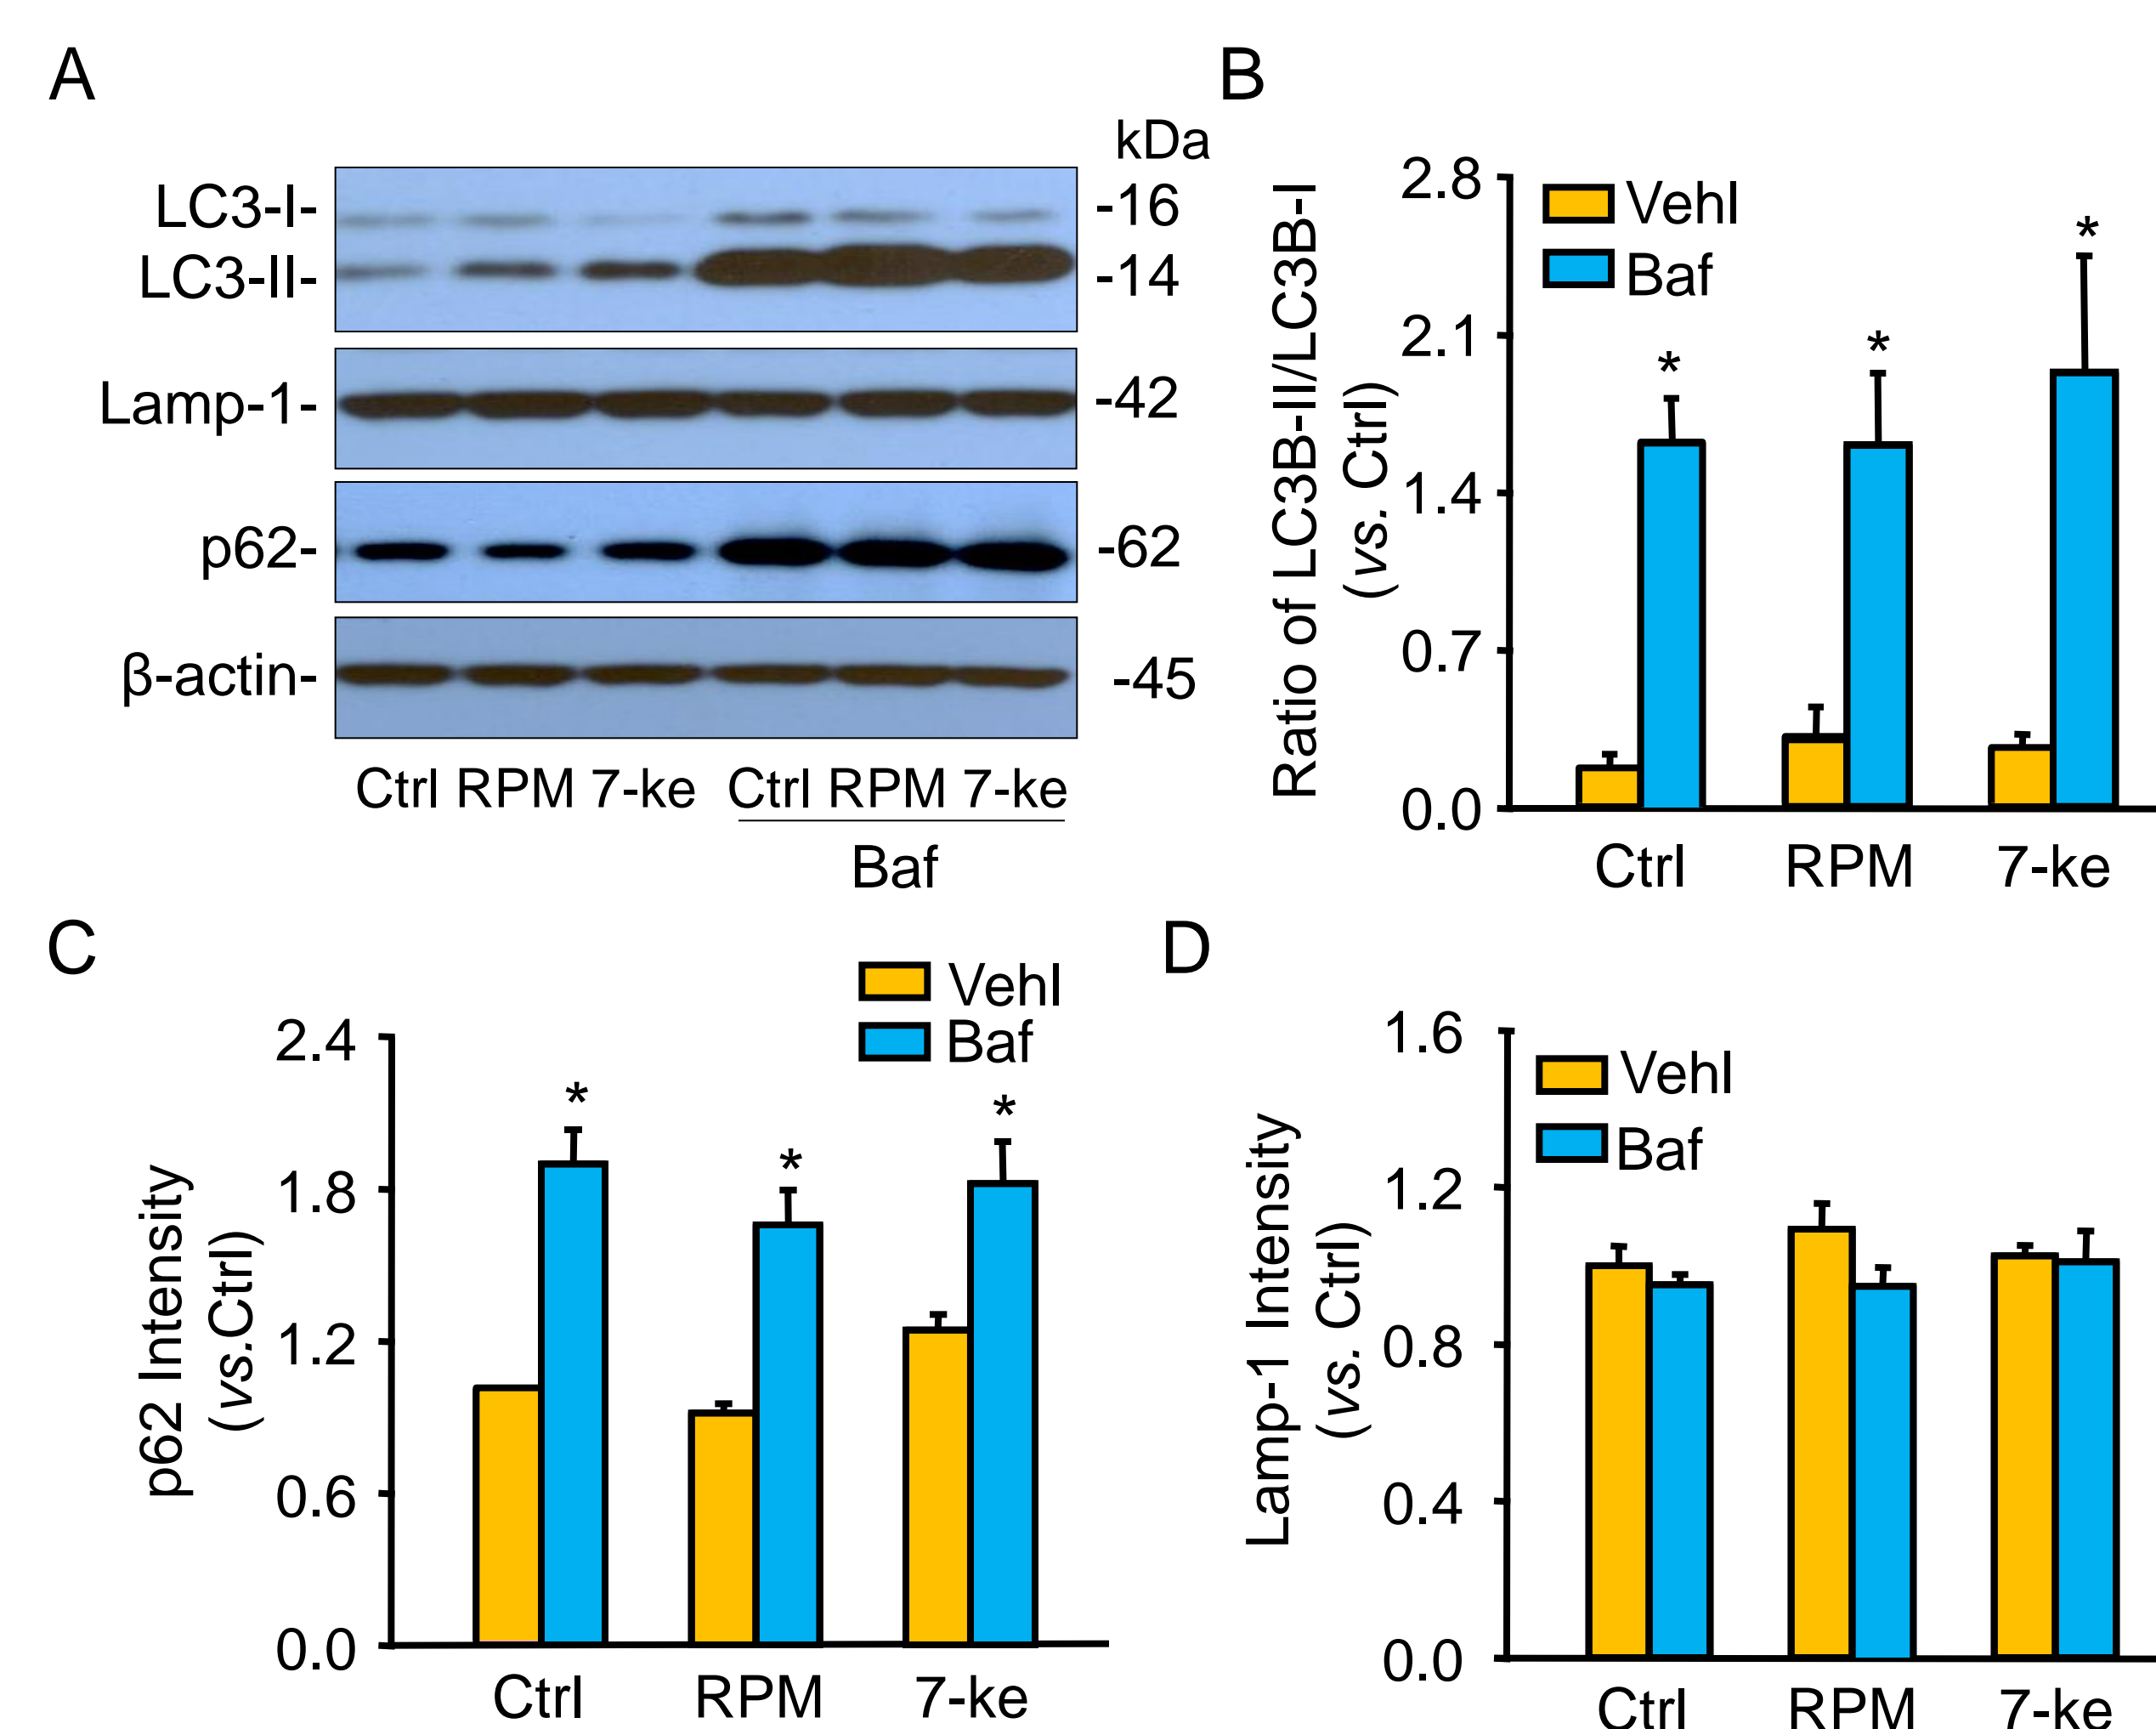 A
kDa
LC3-I-
-16
LC3-II-
-14
Lamp-1-
-42
p62-
-62
β-actin-
-45
Ctrl RPM 7-ke Ctrl RPM 7-ke
Baf
B
Ratio of LC3B-II/LC3B-I
(vs. Ctrl)
2.8
2.1
1.4
0.7
0.0
Vehl
Baf
*
*
*
Ctrl RPM 7-ke
C
p62 Intensity
(vs.Ctrl)
2.4
1.8
1.2
0.6
0.0
Vehl
Baf
*
*
*
Ctrl RPM 7-ke
D
Lamp-1 Intensity
(vs. Ctrl)
1.6
1.2
0.8
0.4
0.0
Vehl
Baf
Ctrl RPM 7-ke